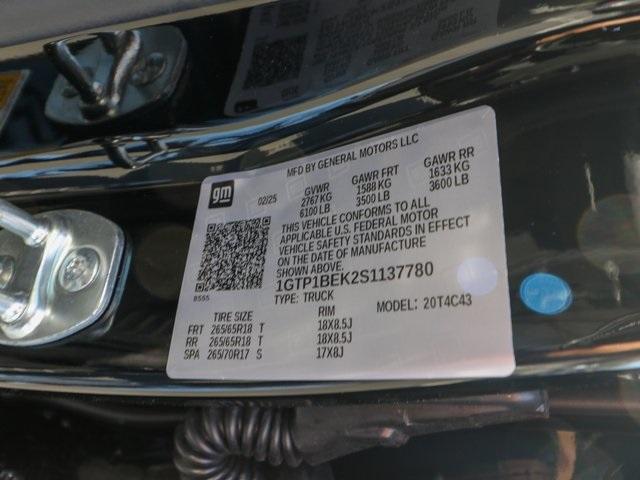 MFD BY GENERAL MOTORS LLC
gm 02/25 GVWR GAWR FRT GAWR RR
2767 KG 1588 KG 1633 KG
6100 LB 3500 LB 3600 LB
THIS VEHICLE CONFORMS TO ALL
APPLICABLE U.S. FEDERAL MOTOR
VEHICLE SAFETY STANDARDS IN EFFECT
ON THE DATE OF MANUFACTURE
SHOWN ABOVE.
1GTP1BEK2S1137780
8555
TYPE: TRUCK MODEL: 20T4C43
TIRE SIZE RIM
FRT 265/65R18 T 18X8.5J
RR 265/65R18 T 18X8.5J
SPA 265/70R17 S 17X8J